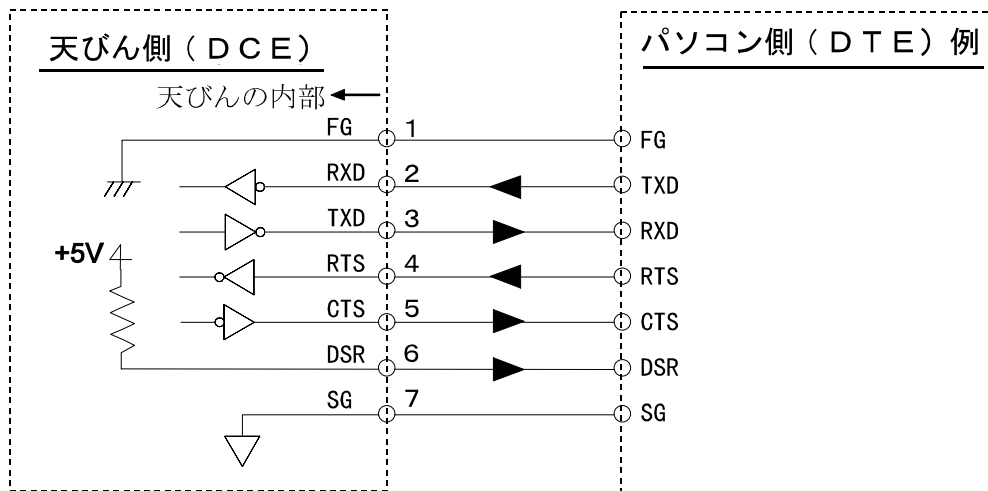 天びん側（ＤＣＥ）
パソコン側（ＤＴＥ）例
天びんの内部
FG 1 FG
RXD 2 TXD
TXD 3 RXD
+5V
RTS 4 RTS
CTS 5 CTS
DSR 6 DSR
SG 7 SG